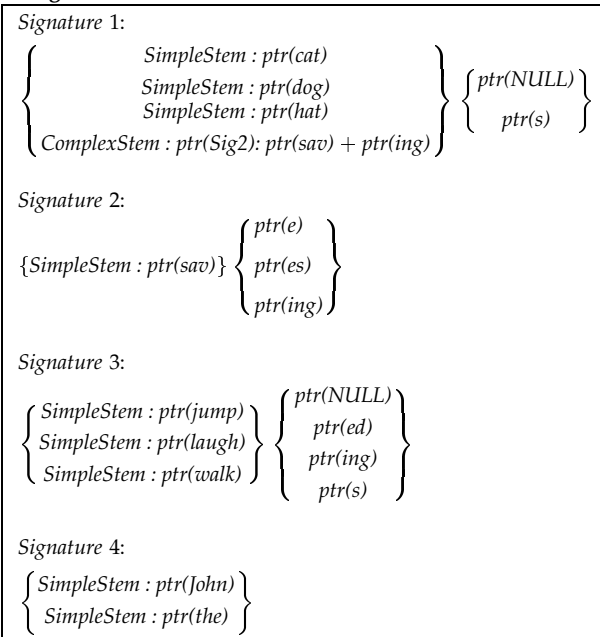 Signature 1:
SimpleStem : ptr(cat)
SimpleStem : ptr(dog)
SimpleStem : ptr(hat)
ComplexStem : ptr(Sig2): ptr(sav) + ptr(ing)
ptr(NULL)
ptr(s)
Signature 2:
{SimpleStem : ptr(sav)}
ptr(e)
ptr(es)
ptr(ing)
Signature 3:
SimpleStem : ptr(jump)
SimpleStem : ptr(laugh)
SimpleStem : ptr(walk)
ptr(NULL)
ptr(ed)
ptr(ing)
ptr(s)
Signature 4:
SimpleStem : ptr(John)
SimpleStem : ptr(the)